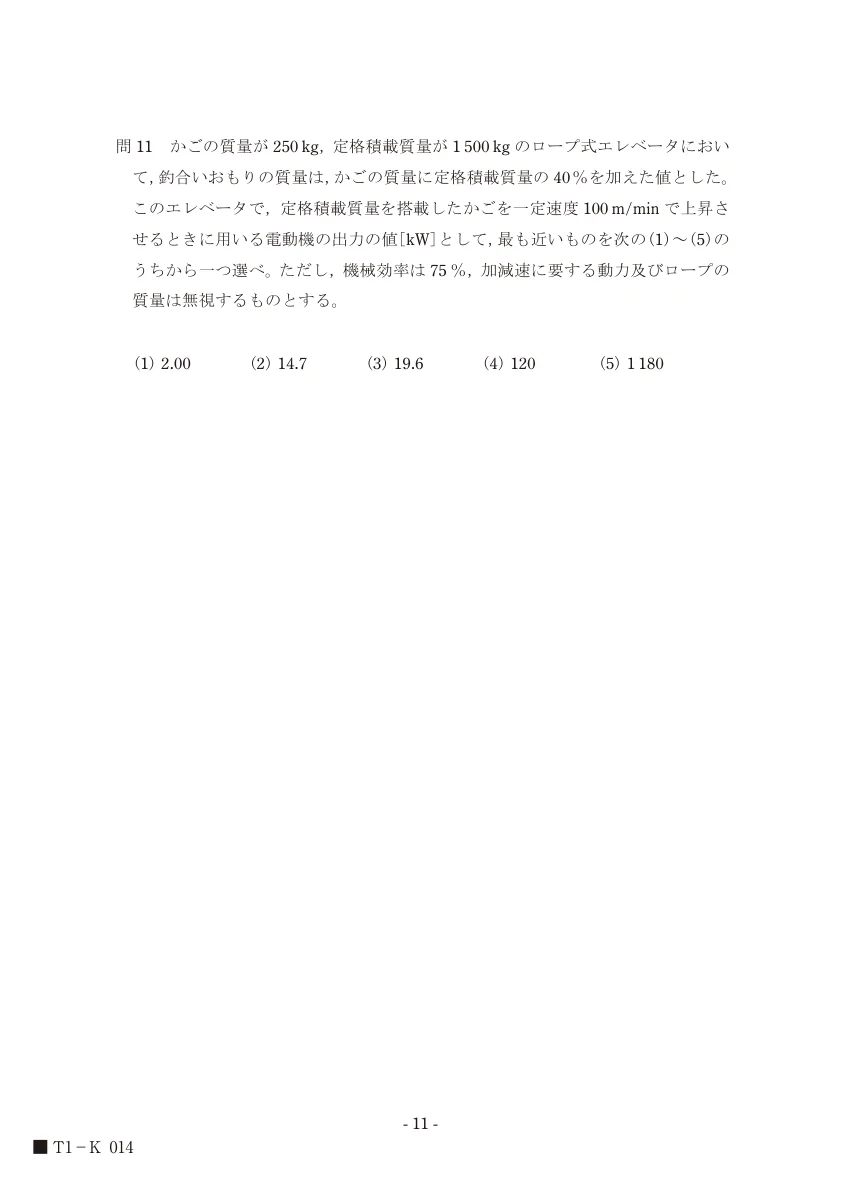 問 11　かごの質量が 250 kg, 定格積載質量が 1 500 kg のロープ式エレベータにおい
て, 釣合いおもりの質量は, かごの質量に定格積載質量の 40 %を加えた値とした。
このエレベータで, 定格積載質量を搭載したかごを一定速度 100 m/min で上昇さ
せるときに用いる電動機の出力の値[kW]として, 最も近いものを次の(1)～(5)の
うちから一つ選べ。ただし, 機械効率は 75 %, 加減速に要する動力及びロープの
質量は無視するものとする。
(1) 2.00　(2) 14.7　(3) 19.6　(4) 120　(5) 1 180
- 11 -
■ T1－K 014